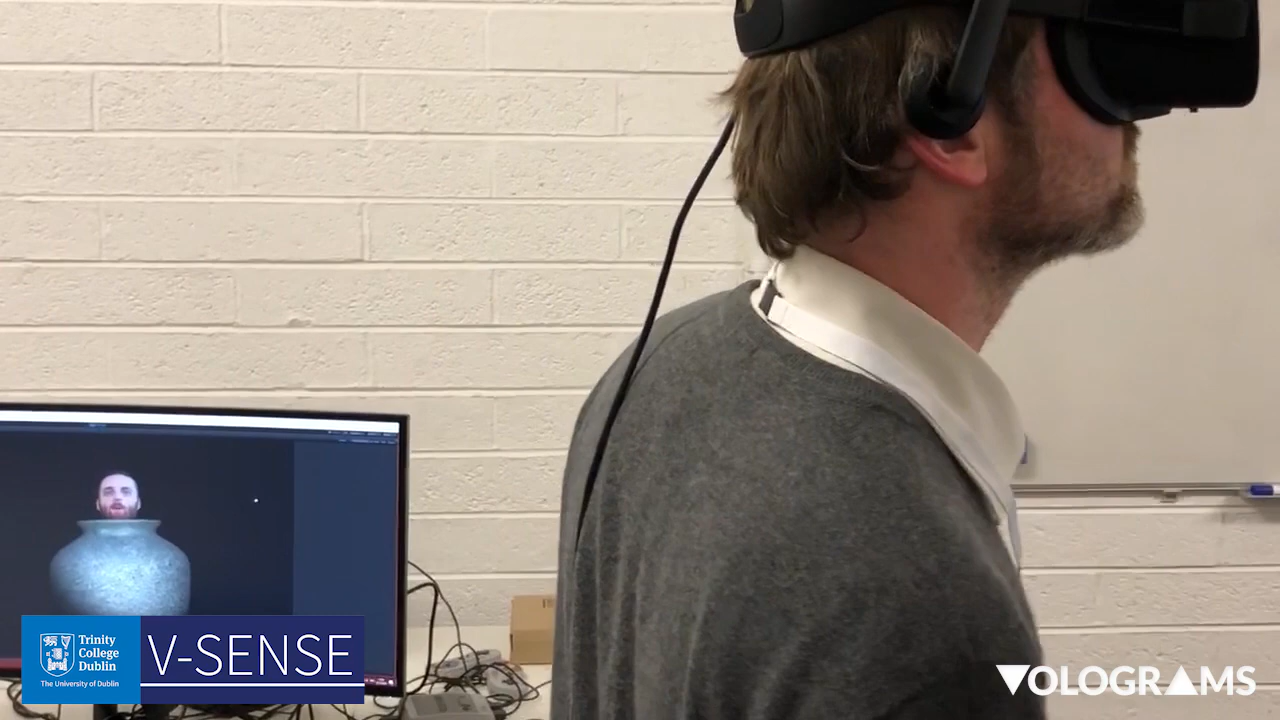 Trinity
College
Dublin
The University of Dublin
V-SENSE
VOLOGRAMS